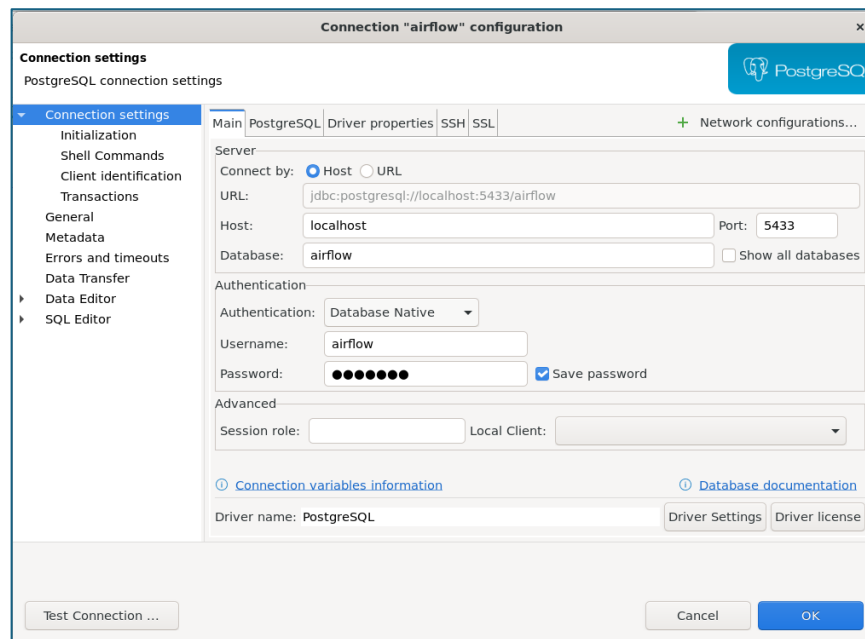 Connection "airflow" configuration ×
Connection settings
PostgreSQL connection settings
PostgreSQ
Connection settings
Initialization
Shell Commands
Client identification
Transactions
General
Metadata
Errors and timeouts
Data Transfer
Data Editor
SQL Editor
Main PostgreSQL Driver properties SSH SSL + Network configurations...
Server
Connect by: Host URL
URL: jdbc:postgresql://localhost:5433/airflow
Host: localhost Port: 5433
Database: airflow Show all databases
Authentication
Authentication: Database Native
Username: airflow
Password: ●●●●●●● Save password
Advanced
Session role: Local Client:
Connection variables information Database documentation
Driver name: PostgreSQL Driver Settings Driver license
Test Connection ... Cancel OK